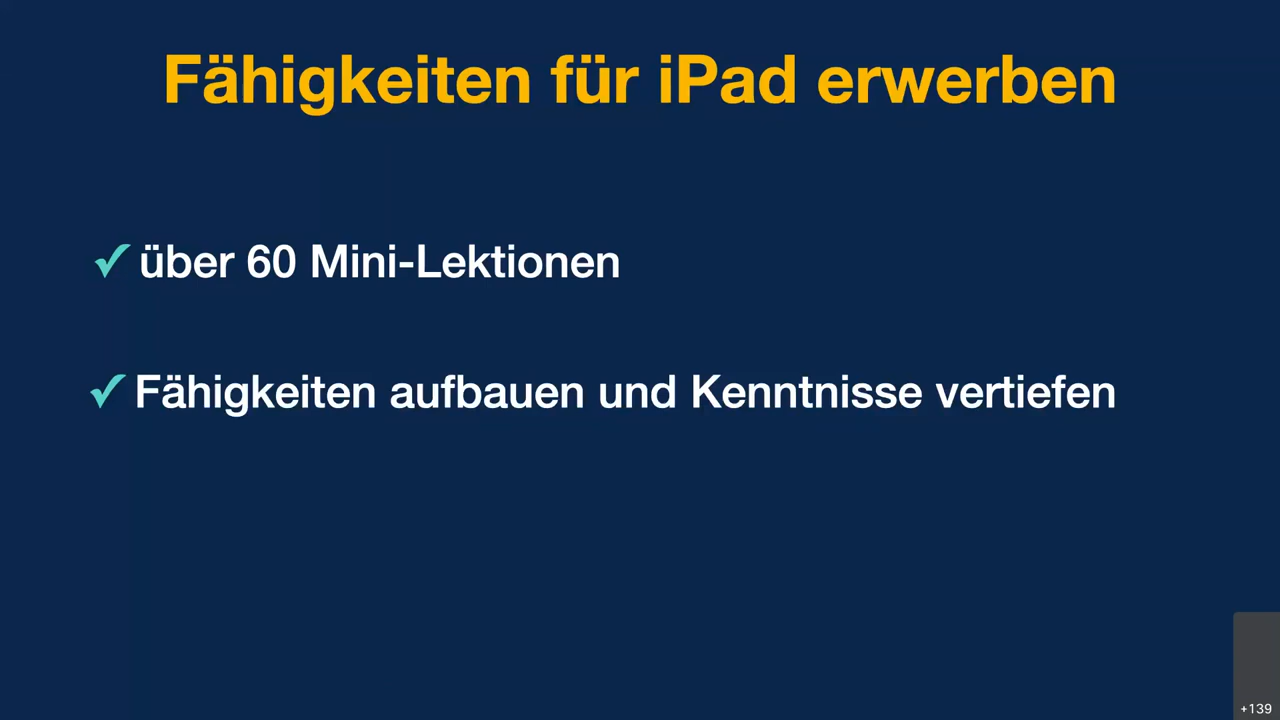 Fähigkeiten für iPad erwerben
✓ über 60 Mini-Lektionen
✓ Fähigkeiten aufbauen und Kenntnisse vertiefen
+139